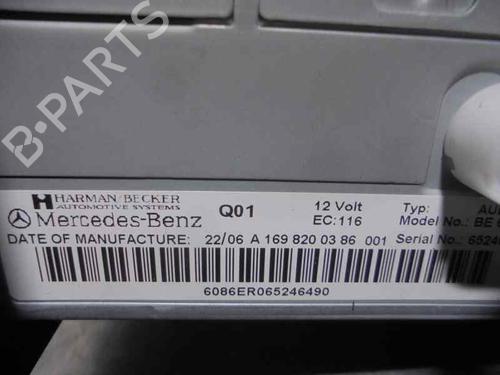 B-PARTS
HARMAN/BECKER
AUTOMOTIVE SYSTEMS
Mercedes-Benz
Q01
12 Volt
EC:116
Typ:
Model No.: BE
DATE OF MANUFACTURE: 22/06 A 169 820 03 86 001 Serial No.:
6086ER065246490